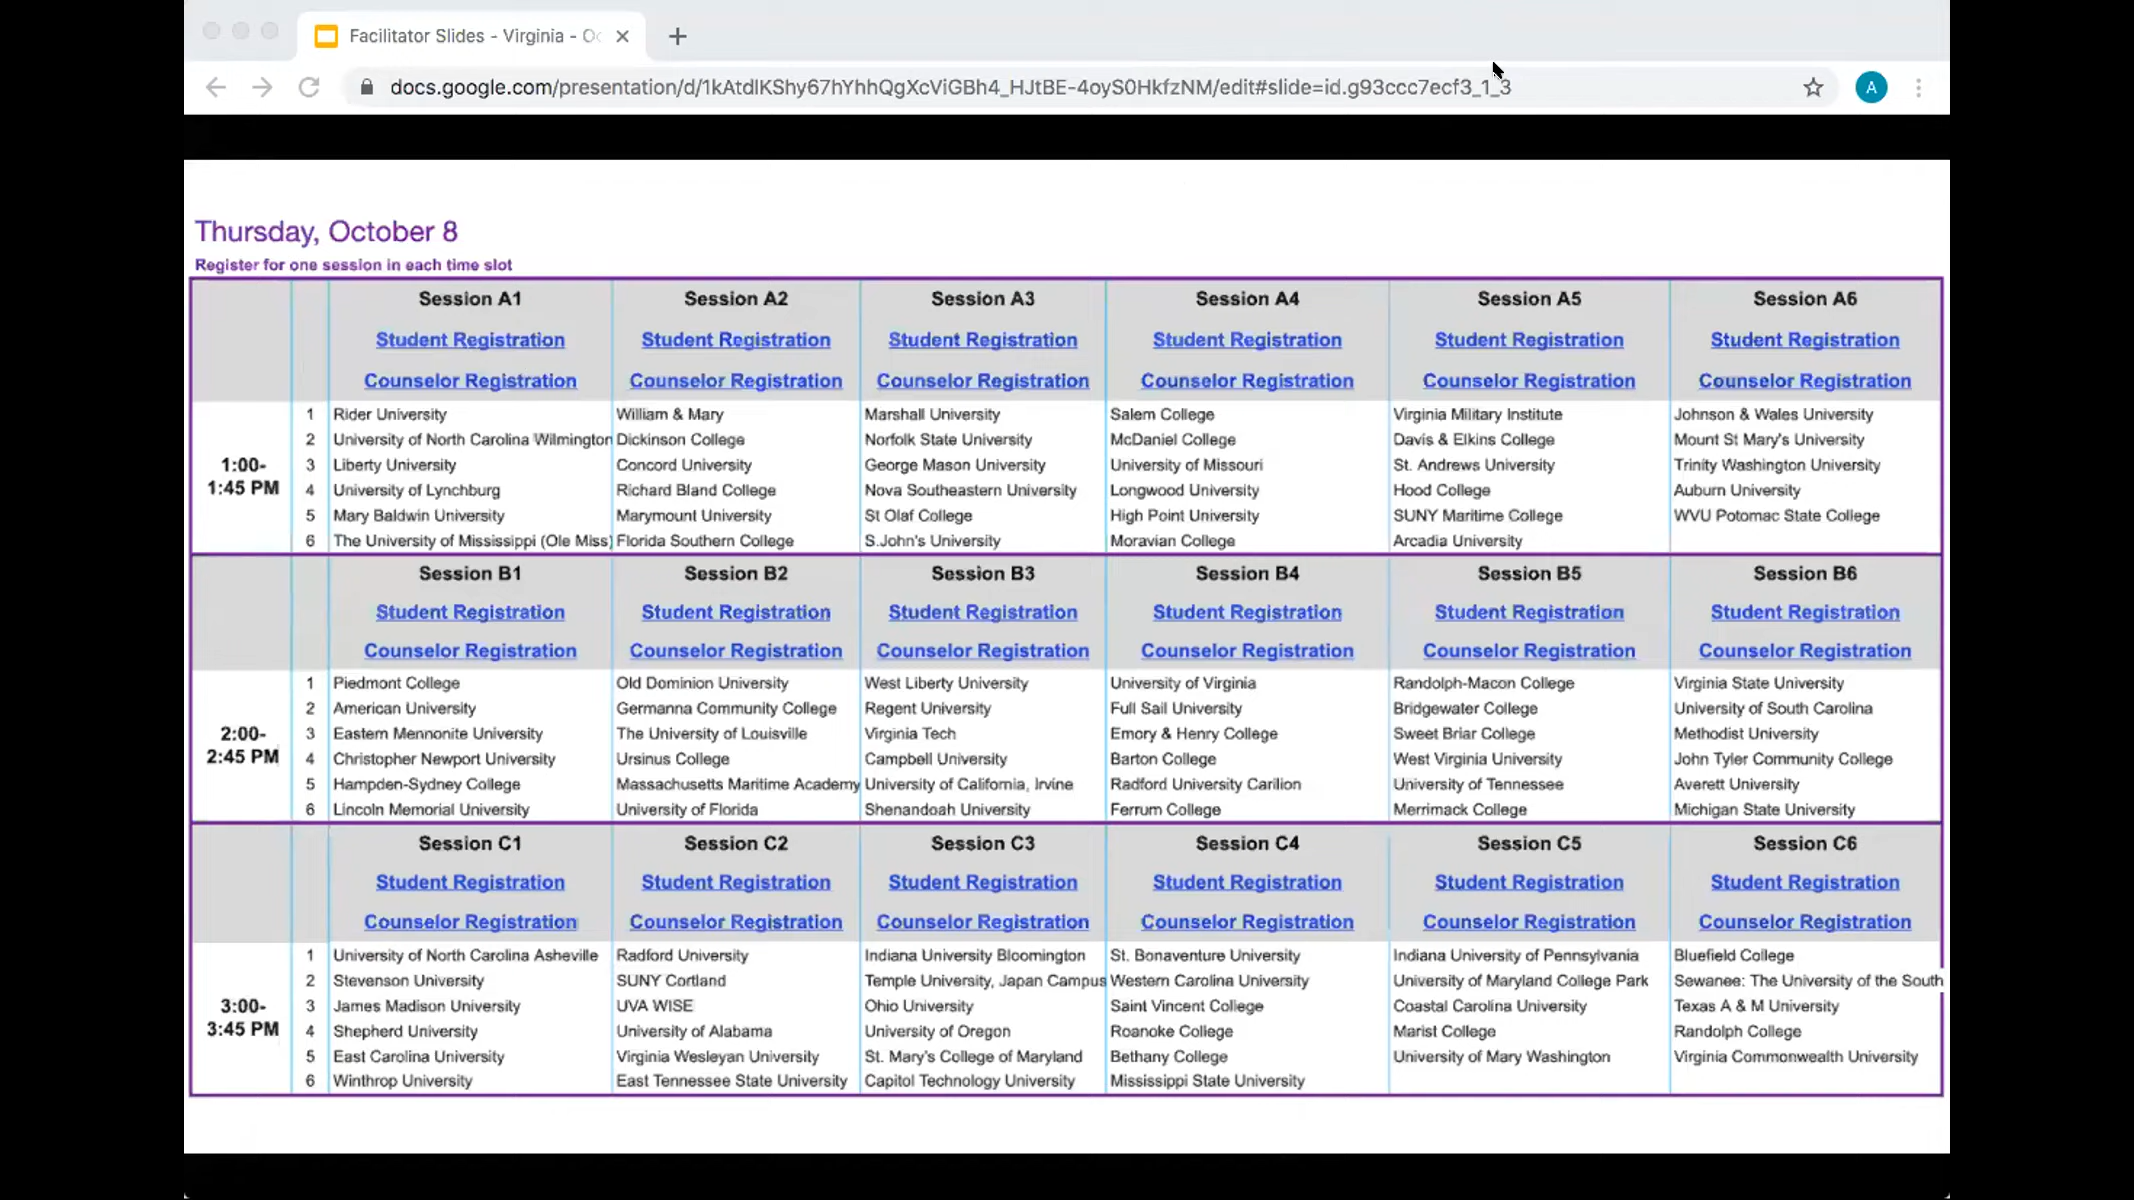 Facilitator Slides - Virginia - Oc
docs.google.com/presentation/d/1kAtdlKShy67hYhhQgXcViGBh4_HJtBE-4oyS0HkfzNM/edit#slide=id.g93ccc7ecf3_1_3
A
Thursday, October 8
Register for one session in each time slot
Session A1 Session A2 Session A3 Session A4 Session A5 Session A6
Student Registration Student Registration Student Registration Student Registration Student Registration Student Registration
Counselor Registration Counselor Registration Counselor Registration Counselor Registration Counselor Registration Counselor Registration
1:00-
1:45 PM
1 Rider University William & Mary Marshall University Salem College Virginia Military Institute Johnson & Wales University
2 University of North Carolina Wilmington Dickinson College Norfolk State University McDaniel College Davis & Elkins College Mount St Mary's University
3 Liberty University Concord University George Mason University University of Missouri St. Andrews University Trinity Washington University
4 University of Lynchburg Richard Bland College Nova Southeastern University Longwood University Hood College Auburn University
5 Mary Baldwin University Marymount University St Olaf College High Point University SUNY Maritime College WVU Potomac State College
6 The University of Mississippi (Ole Miss) Florida Southern College S.John's University Moravian College Arcadia University
Session B1 Session B2 Session B3 Session B4 Session B5 Session B6
Student Registration Student Registration Student Registration Student Registration Student Registration Student Registration
Counselor Registration Counselor Registration Counselor Registration Counselor Registration Counselor Registration Counselor Registration
2:00-
2:45 PM
1 Piedmont College Old Dominion University West Liberty University University of Virginia Randolph-Macon College Virginia State University
2 American University Germanna Community College Regent University Full Sail University Bridgewater College University of South Carolina
3 Eastern Mennonite University The University of Louisville Virginia Tech Emory & Henry College Sweet Briar College Methodist University
4 Christopher Newport University Ursinus College Campbell University Barton College West Virginia University John Tyler Community College
5 Hampden-Sydney College Massachusetts Maritime Academy University of California, Irvine Radford University Carilion University of Tennessee Averett University
6 Lincoln Memorial University University of Florida Shenandoah University Ferrum College Merrimack College Michigan State University
Session C1 Session C2 Session C3 Session C4 Session C5 Session C6
Student Registration Student Registration Student Registration Student Registration Student Registration Student Registration
Counselor Registration Counselor Registration Counselor Registration Counselor Registration Counselor Registration Counselor Registration
3:00-
3:45 PM
1 University of North Carolina Asheville Radford University Indiana University Bloomington St. Bonaventure University Indiana University of Pennsylvania Bluefield College
2 Stevenson University SUNY Cortland Temple University, Japan Campus Western Carolina University University of Maryland College Park Sewanee: The University of the South
3 James Madison University UVA WISE Ohio University Saint Vincent College Coastal Carolina University Texas A & M University
4 Shepherd University University of Alabama University of Oregon Roanoke College Marist College Randolph College
5 East Carolina University Virginia Wesleyan University St. Mary's College of Maryland Bethany College University of Mary Washington Virginia Commonwealth University
6 Winthrop University East Tennessee State University Capitol Technology University Mississippi State University